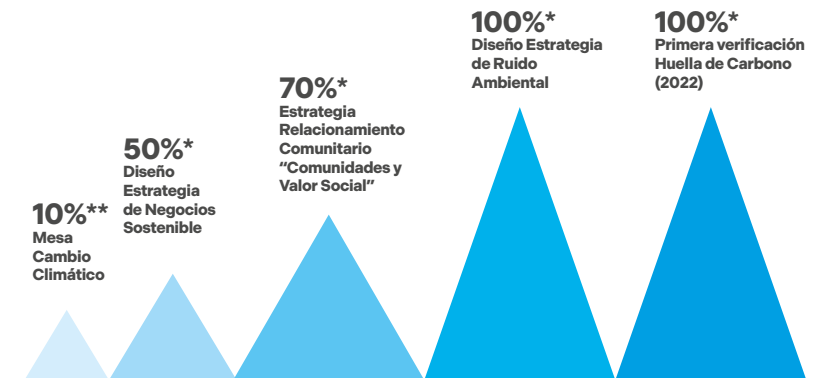 10%**
Mesa
Cambio
Climático
50%*
Diseño
Estrategia
de Negocios
Sostenible
70%*
Estrategia
Relacionamiento
Comunitario
“Comunidades y
Valor Social”
100%*
Diseño Estrategia
de Ruido
Ambiental
100%*
Primera verificación
Huella de Carbono
(2022)